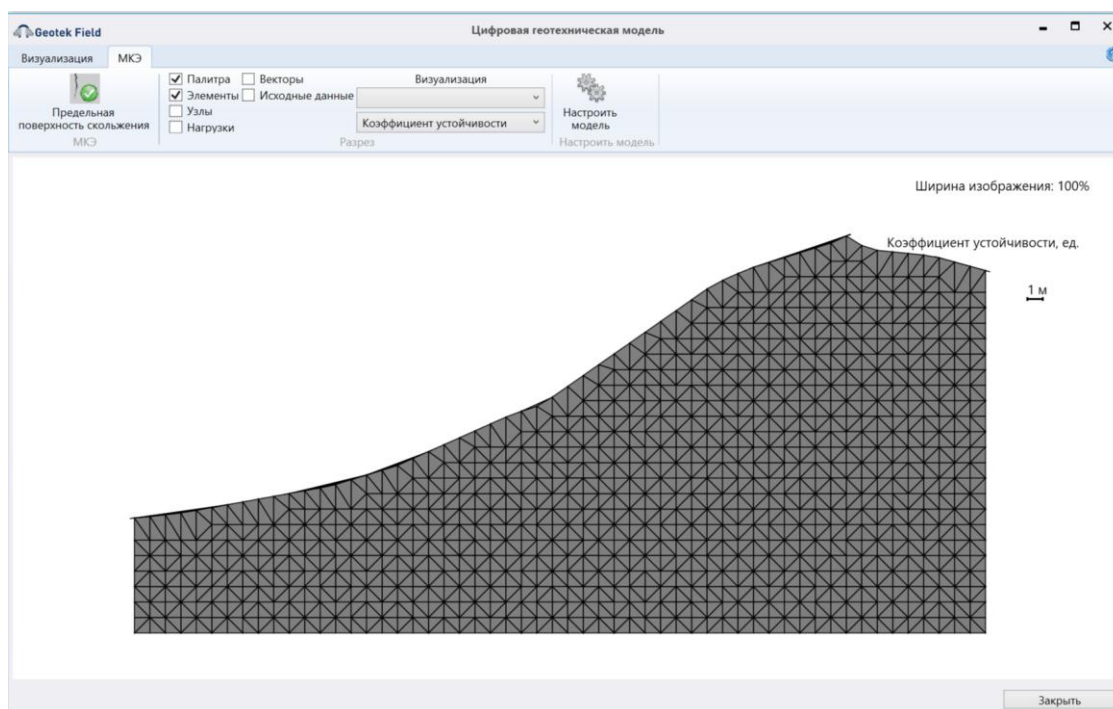 Geotek Field
Цифровая геотехническая модель
Визуализация МКЭ
Палитра Векторы Визуализация
Элементы Исходные данные
Узлы
Нагрузки
Предельная
поверхность скольжения
МКЭ
Коэффициент устойчивости
Разрез
Настроить
модель
Настроить модель
Ширина изображения: 100%
Коэффициент устойчивости, ед.
1 м
Закрыть